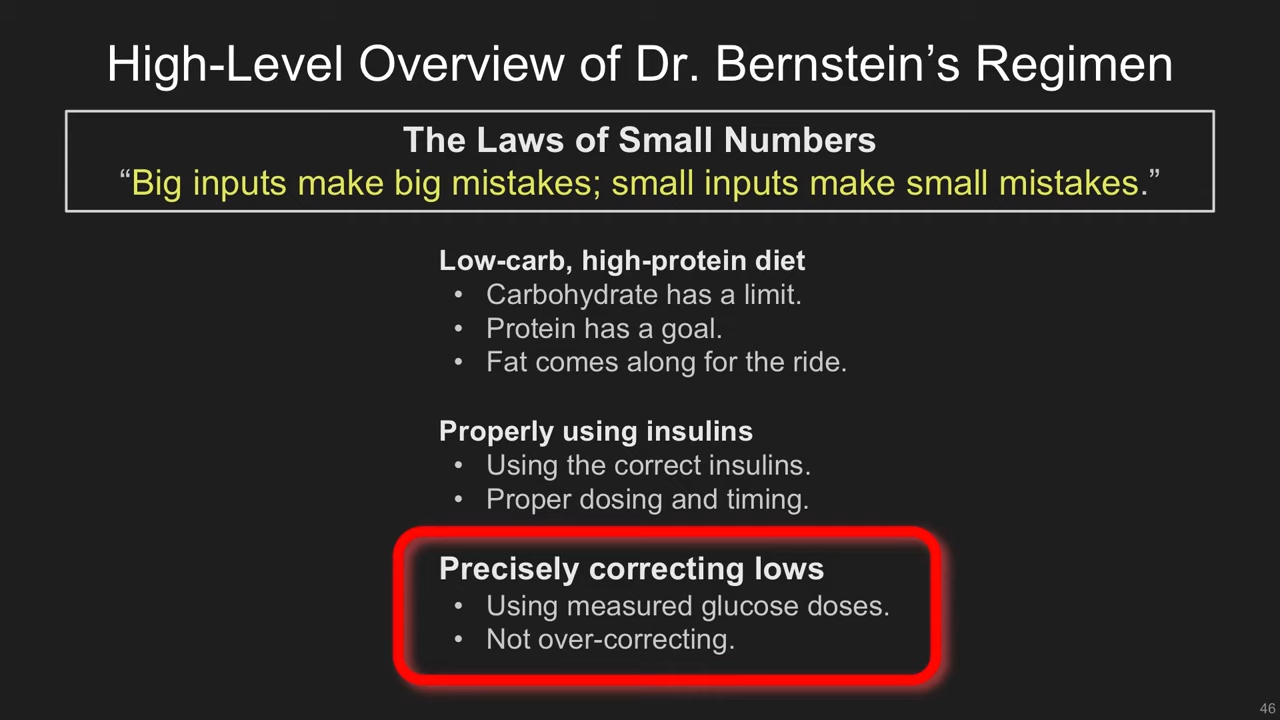 High-Level Overview of Dr. Bernstein’s Regimen
The Laws of Small Numbers
“Big inputs make big mistakes; small inputs make small mistakes.”
Low-carb, high-protein diet
• Carbohydrate has a limit.
• Protein has a goal.
• Fat comes along for the ride.
Properly using insulins
• Using the correct insulins.
• Proper dosing and timing.
Precisely correcting lows
• Using measured glucose doses.
• Not over-correcting.
46